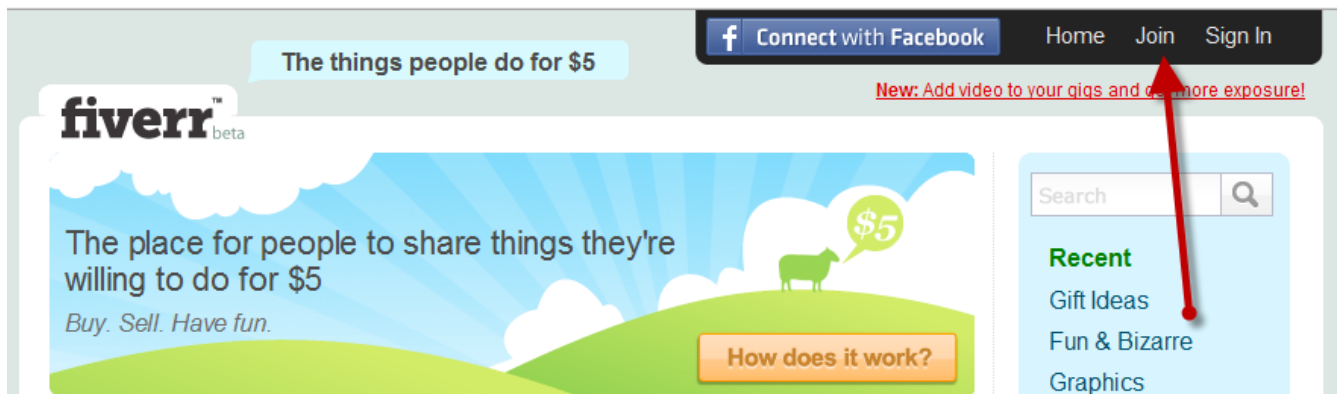 Connect with Facebook
Home Join Sign In
The things people do for $5
New: Add video to your gigs and get more exposure!
fiverr™ beta
The place for people to share things they're
willing to do for $5
Buy. Sell. Have fun.
$5
How does it work?
Search
Recent
Gift Ideas
Fun & Bizarre
Graphics